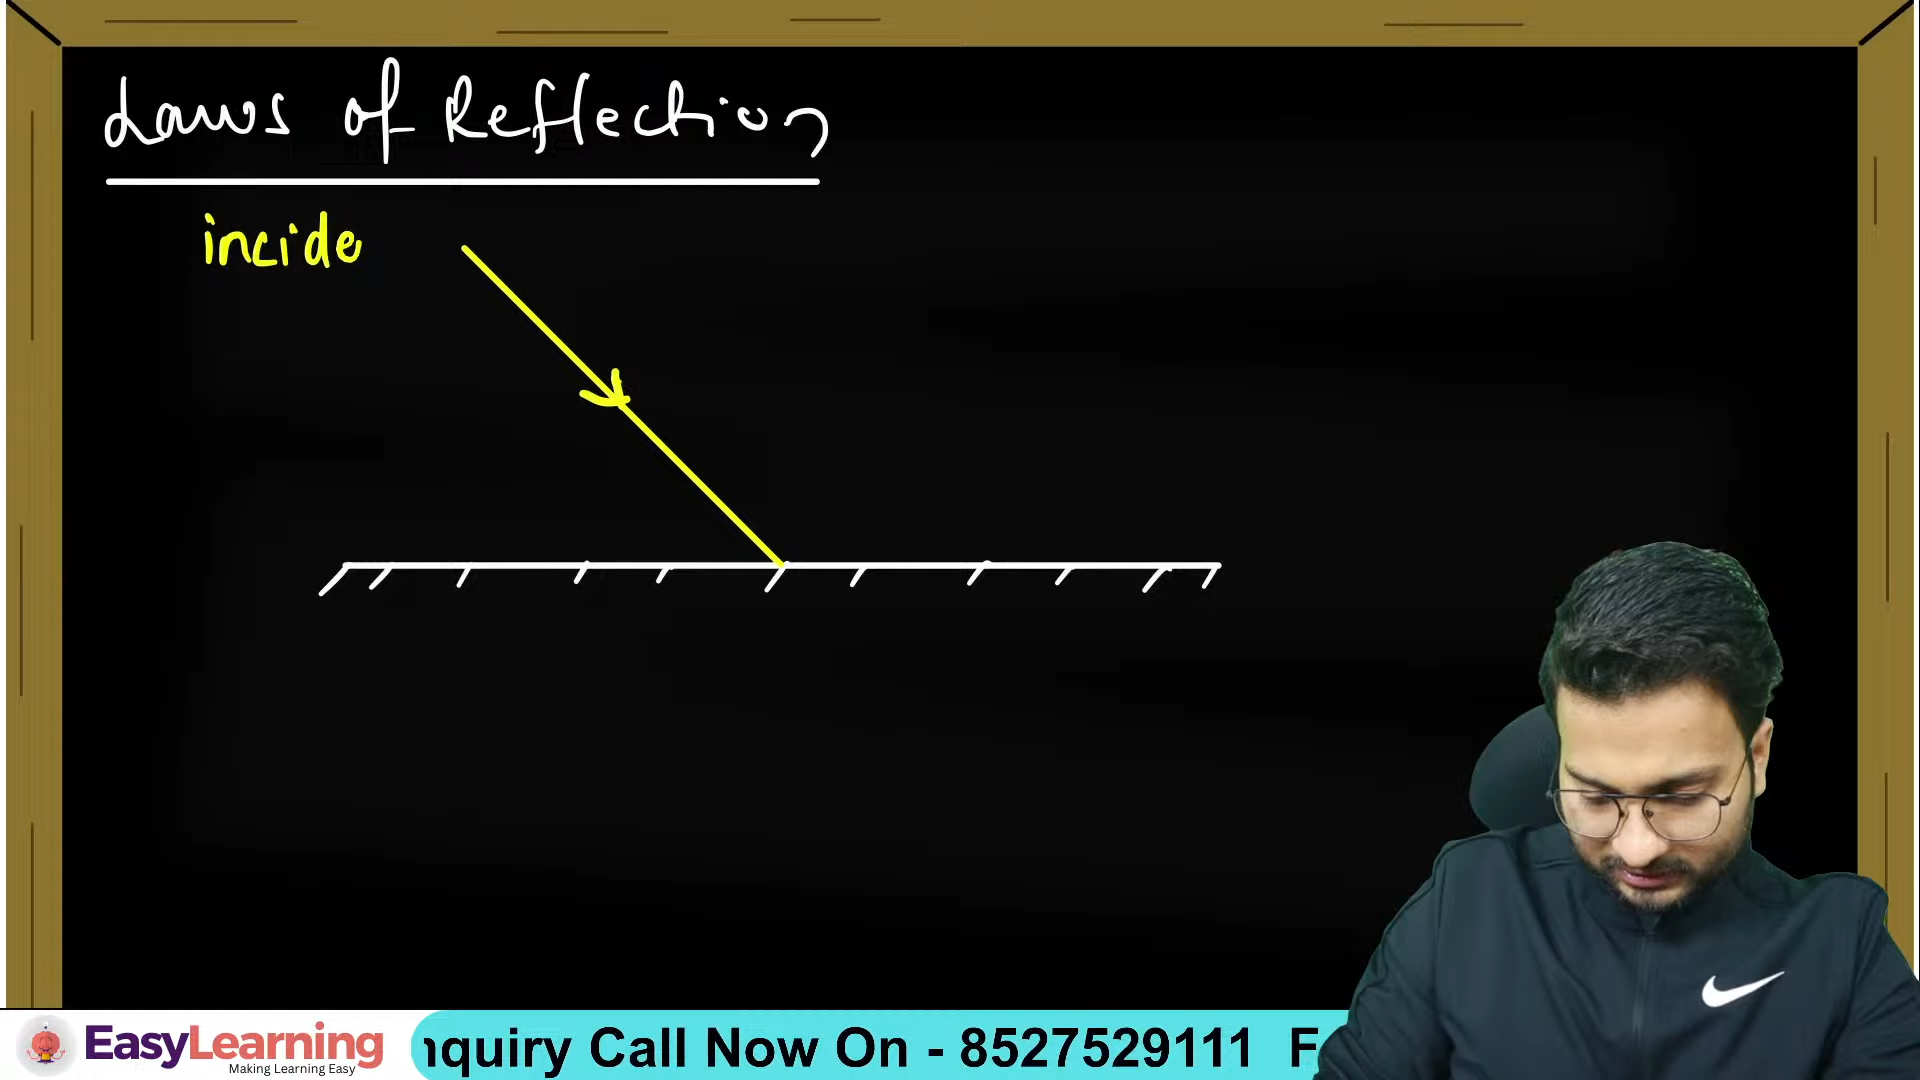 Laws of Reflection
incide
EasyLearning
Making Learning Easy
nquiry Call Now On - 8527529111 F